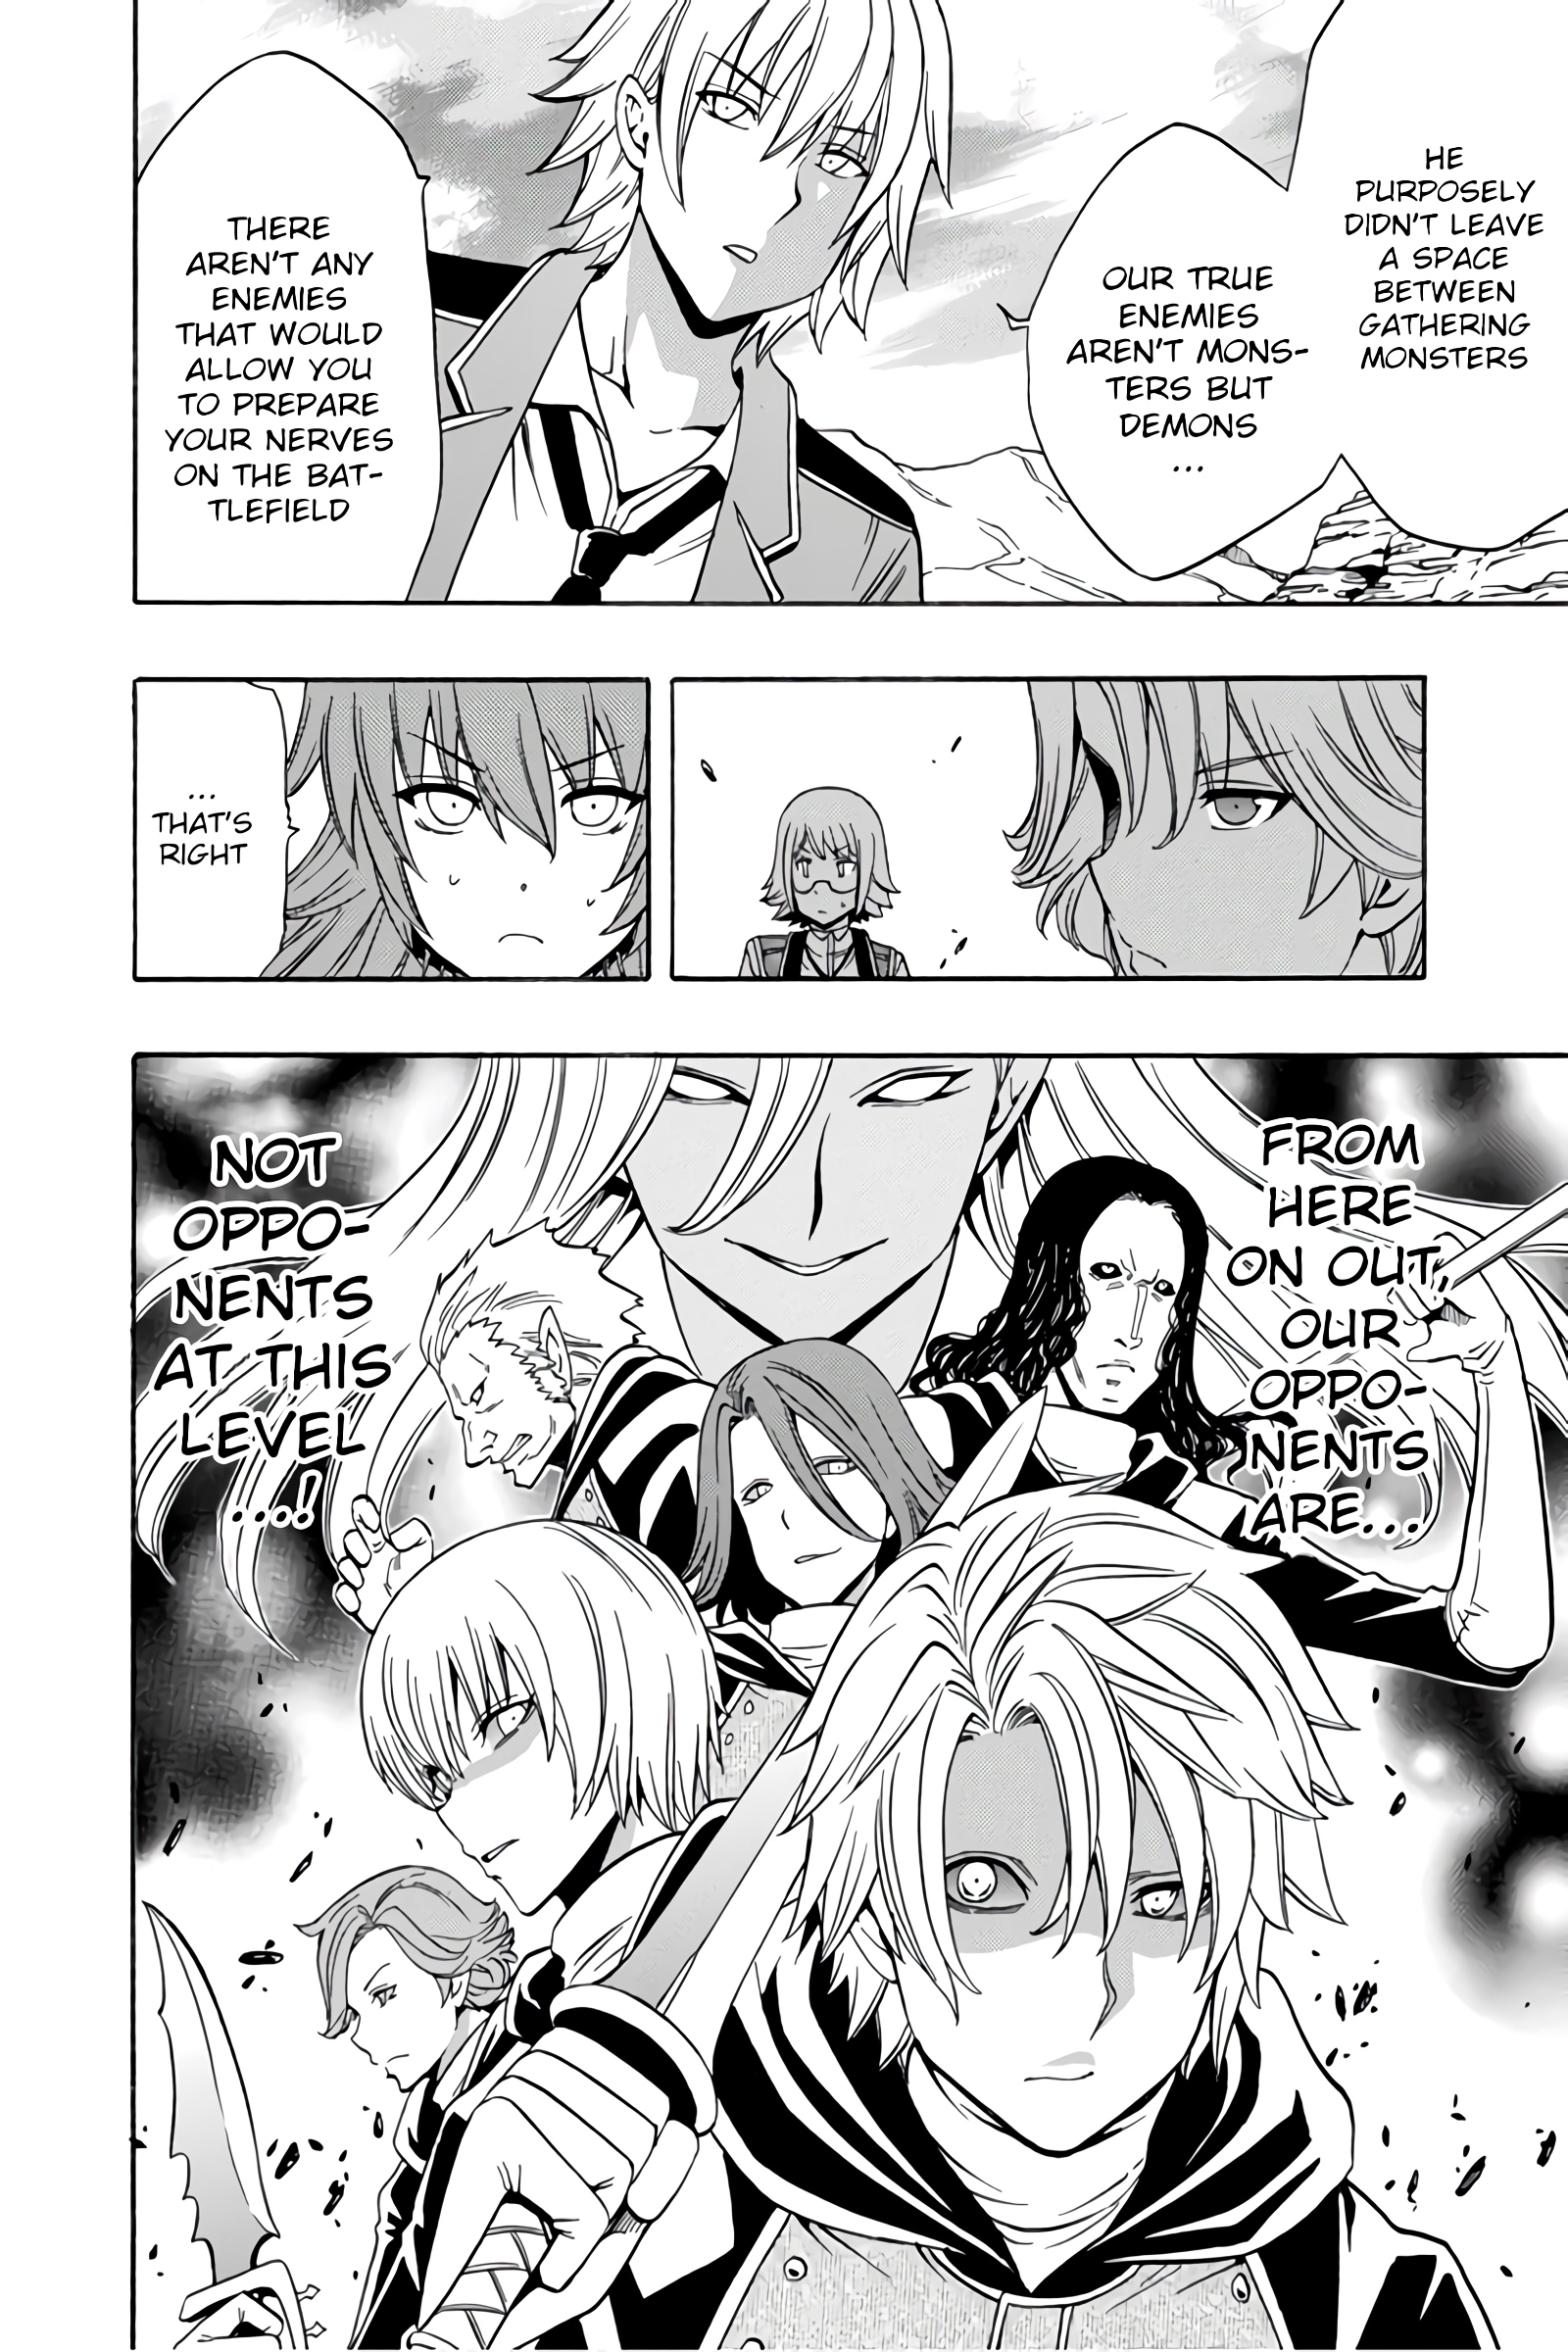 HE
PURPOSELY
DIDN'T LEAVE
A SPACE
BETWEEN
GATHERING
MONSTERS
OUR TRUE
ENEMIES
AREN'T MONS-
TERS BUT
DEMONS
...
THERE
AREN'T ANY
ENEMIES
THAT WOULD
ALLOW YOU
TO PREPARE
YOUR NERVES
ON THE BAT-
TLEFIELD
...
THAT'S
RIGHT
FROM
HERE
ON OUT,
OUR
OPPO-
NENTS
ARE...
NOT
OPPO-
NENTS
AT THIS
LEVEL
...!